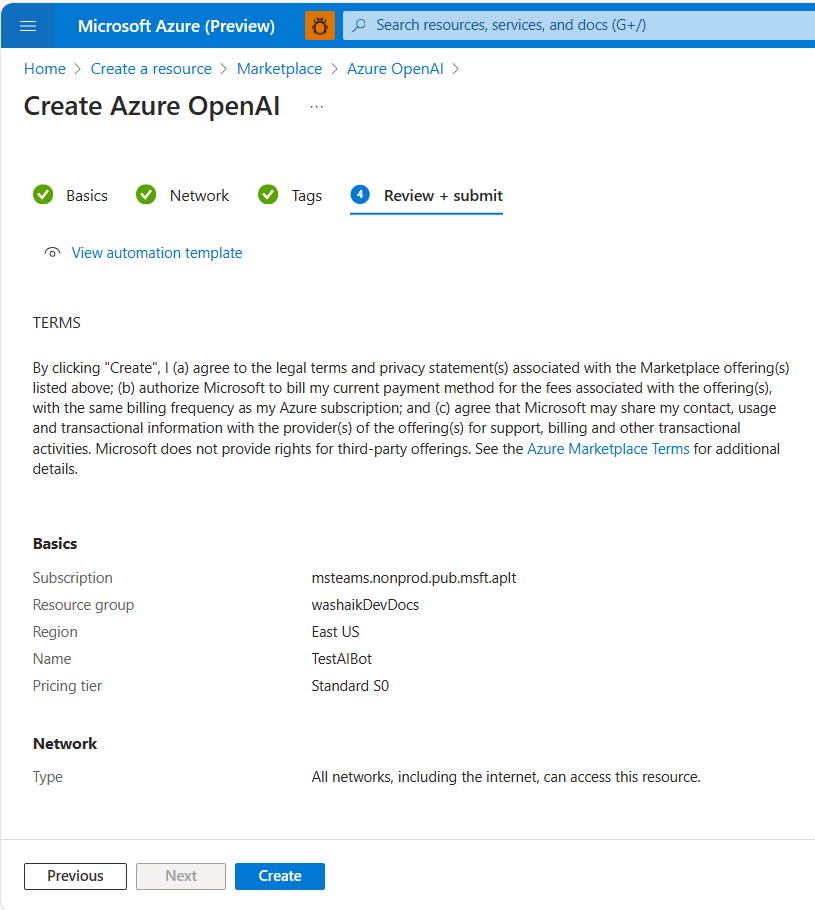 Microsoft Azure (Preview)
Search resources, services, and docs (G+/)
Home > Create a resource > Marketplace > Azure OpenAI >
Create Azure OpenAI ...
Basics
Network
Tags
4 Review + submit
View automation template
TERMS
By clicking "Create", I (a) agree to the legal terms and privacy statement(s) associated with the Marketplace offering(s)
listed above; (b) authorize Microsoft to bill my current payment method for the fees associated with the offering(s),
with the same billing frequency as my Azure subscription; and (c) agree that Microsoft may share my contact, usage
and transactional information with the provider(s) of the offering(s) for support, billing and other transactional
activities. Microsoft does not provide rights for third-party offerings. See the Azure Marketplace Terms for additional
details.
Basics
Subscription msteams.nonprod.pub.msft.aplt
Resource group washaikDevDocs
Region East US
Name TestAIBot
Pricing tier Standard S0
Network
Type All networks, including the internet, can access this resource.
Previous Next Create